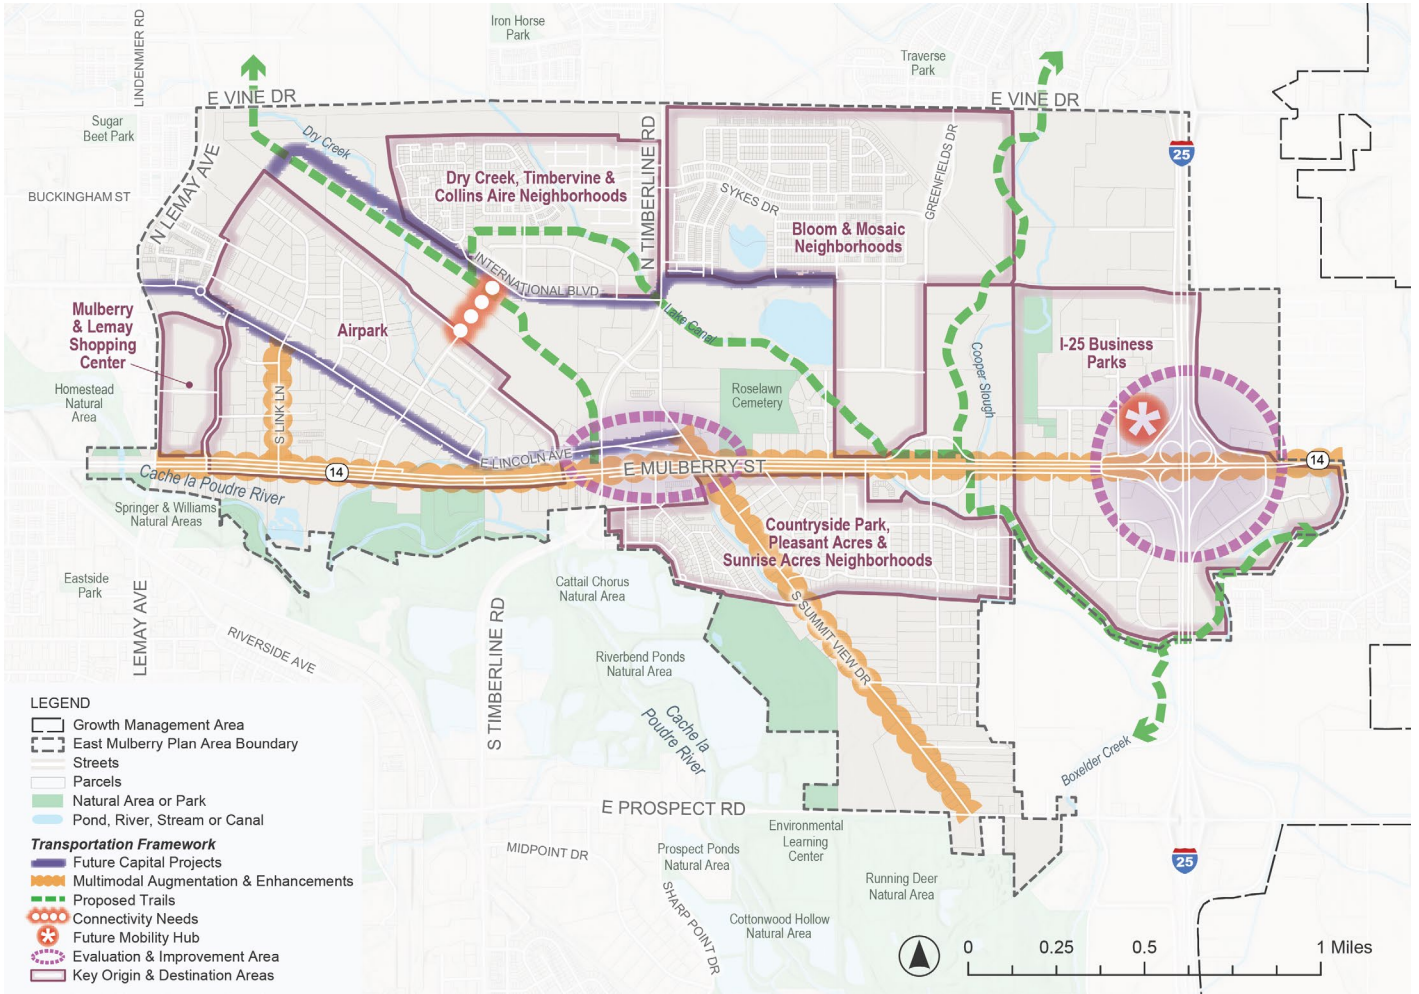 LINDENMIER RD
Iron Horse
Park
Traverse
Park
E VINE DR
E VINE DR
Sugar
Beet Park
Dry Creek
N TIMBERLINE RD
GREENFIELDS DR
25
N LEMAY AVE
BUCKINGHAM ST
Dry Creek, Timbervine &
Collins Aire Neighborhoods
SYKES DR
Bloom & Mosaic
Neighborhoods
INTERNATIONAL BLVD
Mulberry
& Lemay
Shopping
Center
Airpark
Lake Canal
Cooper Slough
I-25 Business
Parks
Homestead
Natural
Area
S LINK LN
Roselawn
Cemetery
*
E LINCOLN AVE
E MULBERRY ST
14
14
Cache la Poudre River
Springer & Williams
Natural Areas
Countryside Park,
Pleasant Acres &
Sunrise Acres Neighborhoods
Eastside
Park
LEMAY AVE
Cattail Chorus
Natural Area
S TIMBERLINE RD
S SUMMIT VIEW DR
RIVERSIDE AVE
Riverbend Ponds
Natural Area
Cache la
Poudre River
Boxelder Creek
E PROSPECT RD
MIDPOINT DR
Prospect Ponds
Natural Area
Environmental
Learning
Center
25
SHARP POINT DR
Running Deer
Natural Area
Cottonwood Hollow
Natural Area
LEGEND
Growth Management Area
East Mulberry Plan Area Boundary
Streets
Parcels
Natural Area or Park
Pond, River, Stream or Canal
Transportation Framework
Future Capital Projects
Multimodal Augmentation & Enhancements
Proposed Trails
Connectivity Needs
Future Mobility Hub
Evaluation & Improvement Area
Key Origin & Destination Areas
0 0.25 0.5 1 Miles